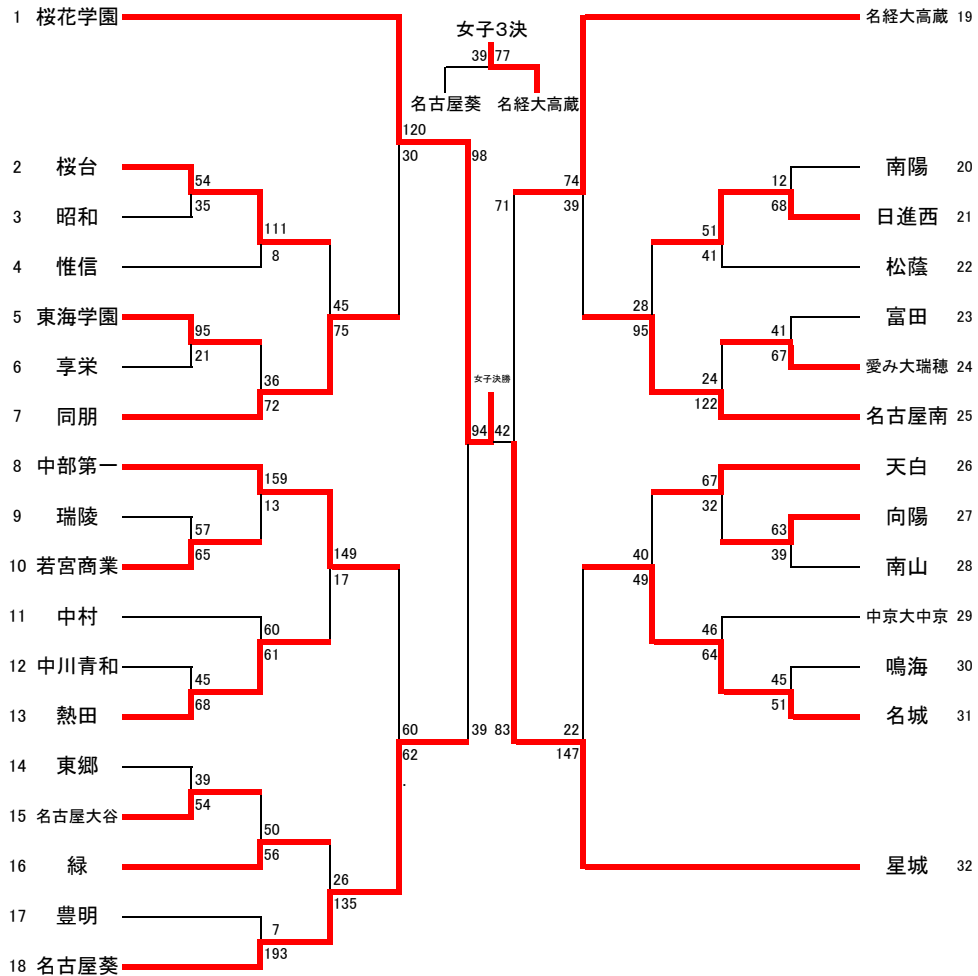 1 桜花学園
2 桜台
3 昭和
4 惟信
5 東海学園
6 享栄
7 同朋
8 中部第一
9 瑞陵
10 若宮商業
11 中村
12 中川青和
13 熱田
14 東郷
15 名古屋大谷
16 緑
17 豊明
18 名古屋葵
54
35
95
21
57
65
45
68
39
54
111
8
36
72
159
13
60
61
50
56
7
193
45
75
149
17
26
135
120
30
60
62
.
98
39
女子3決
39 77
名古屋葵 名経大高蔵
女子決勝
94 42
71
83
74
39
22
147
28
95
40
49
51
41
24
122
67
32
46
64
12
68
41
67
63
39
45
51
名経大高蔵 19
南陽 20
日進西 21
松蔭 22
富田 23
愛み大瑞穂 24
名古屋南 25
天白 26
向陽 27
南山 28
中京大中京 29
鳴海 30
名城 31
星城 32